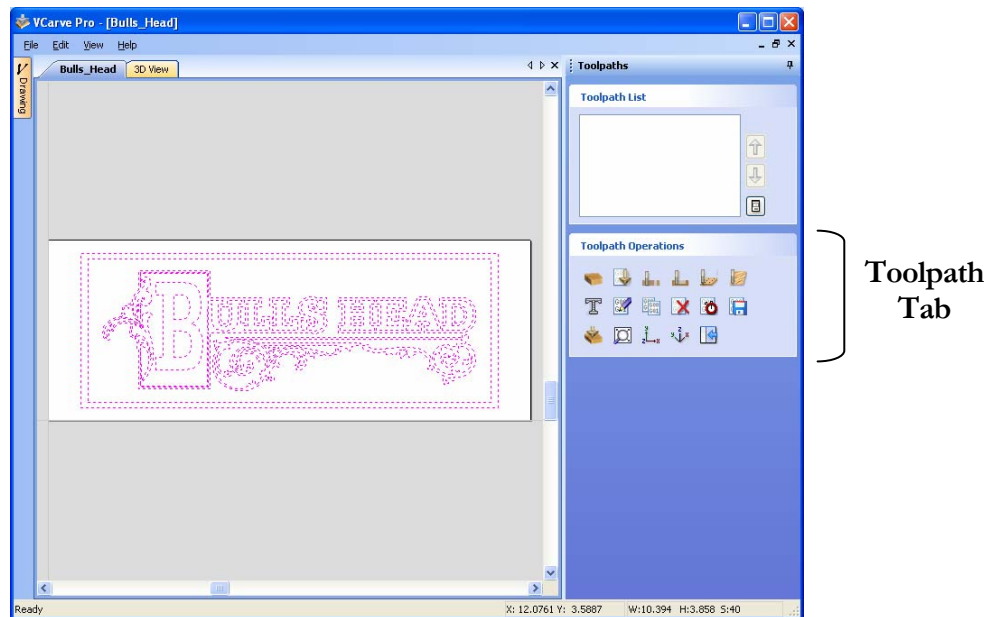 VCarve Pro - [Bulls_Head]
File Edit View Help
Bulls_Head 3D View
Toolpaths
V Drawing
Toolpath List
BULLS HEAD
Toolpath Operations
Toolpath
Tab
Ready X: 12.0761 Y: 3.5887 W:10.394 H:3.858 S:40